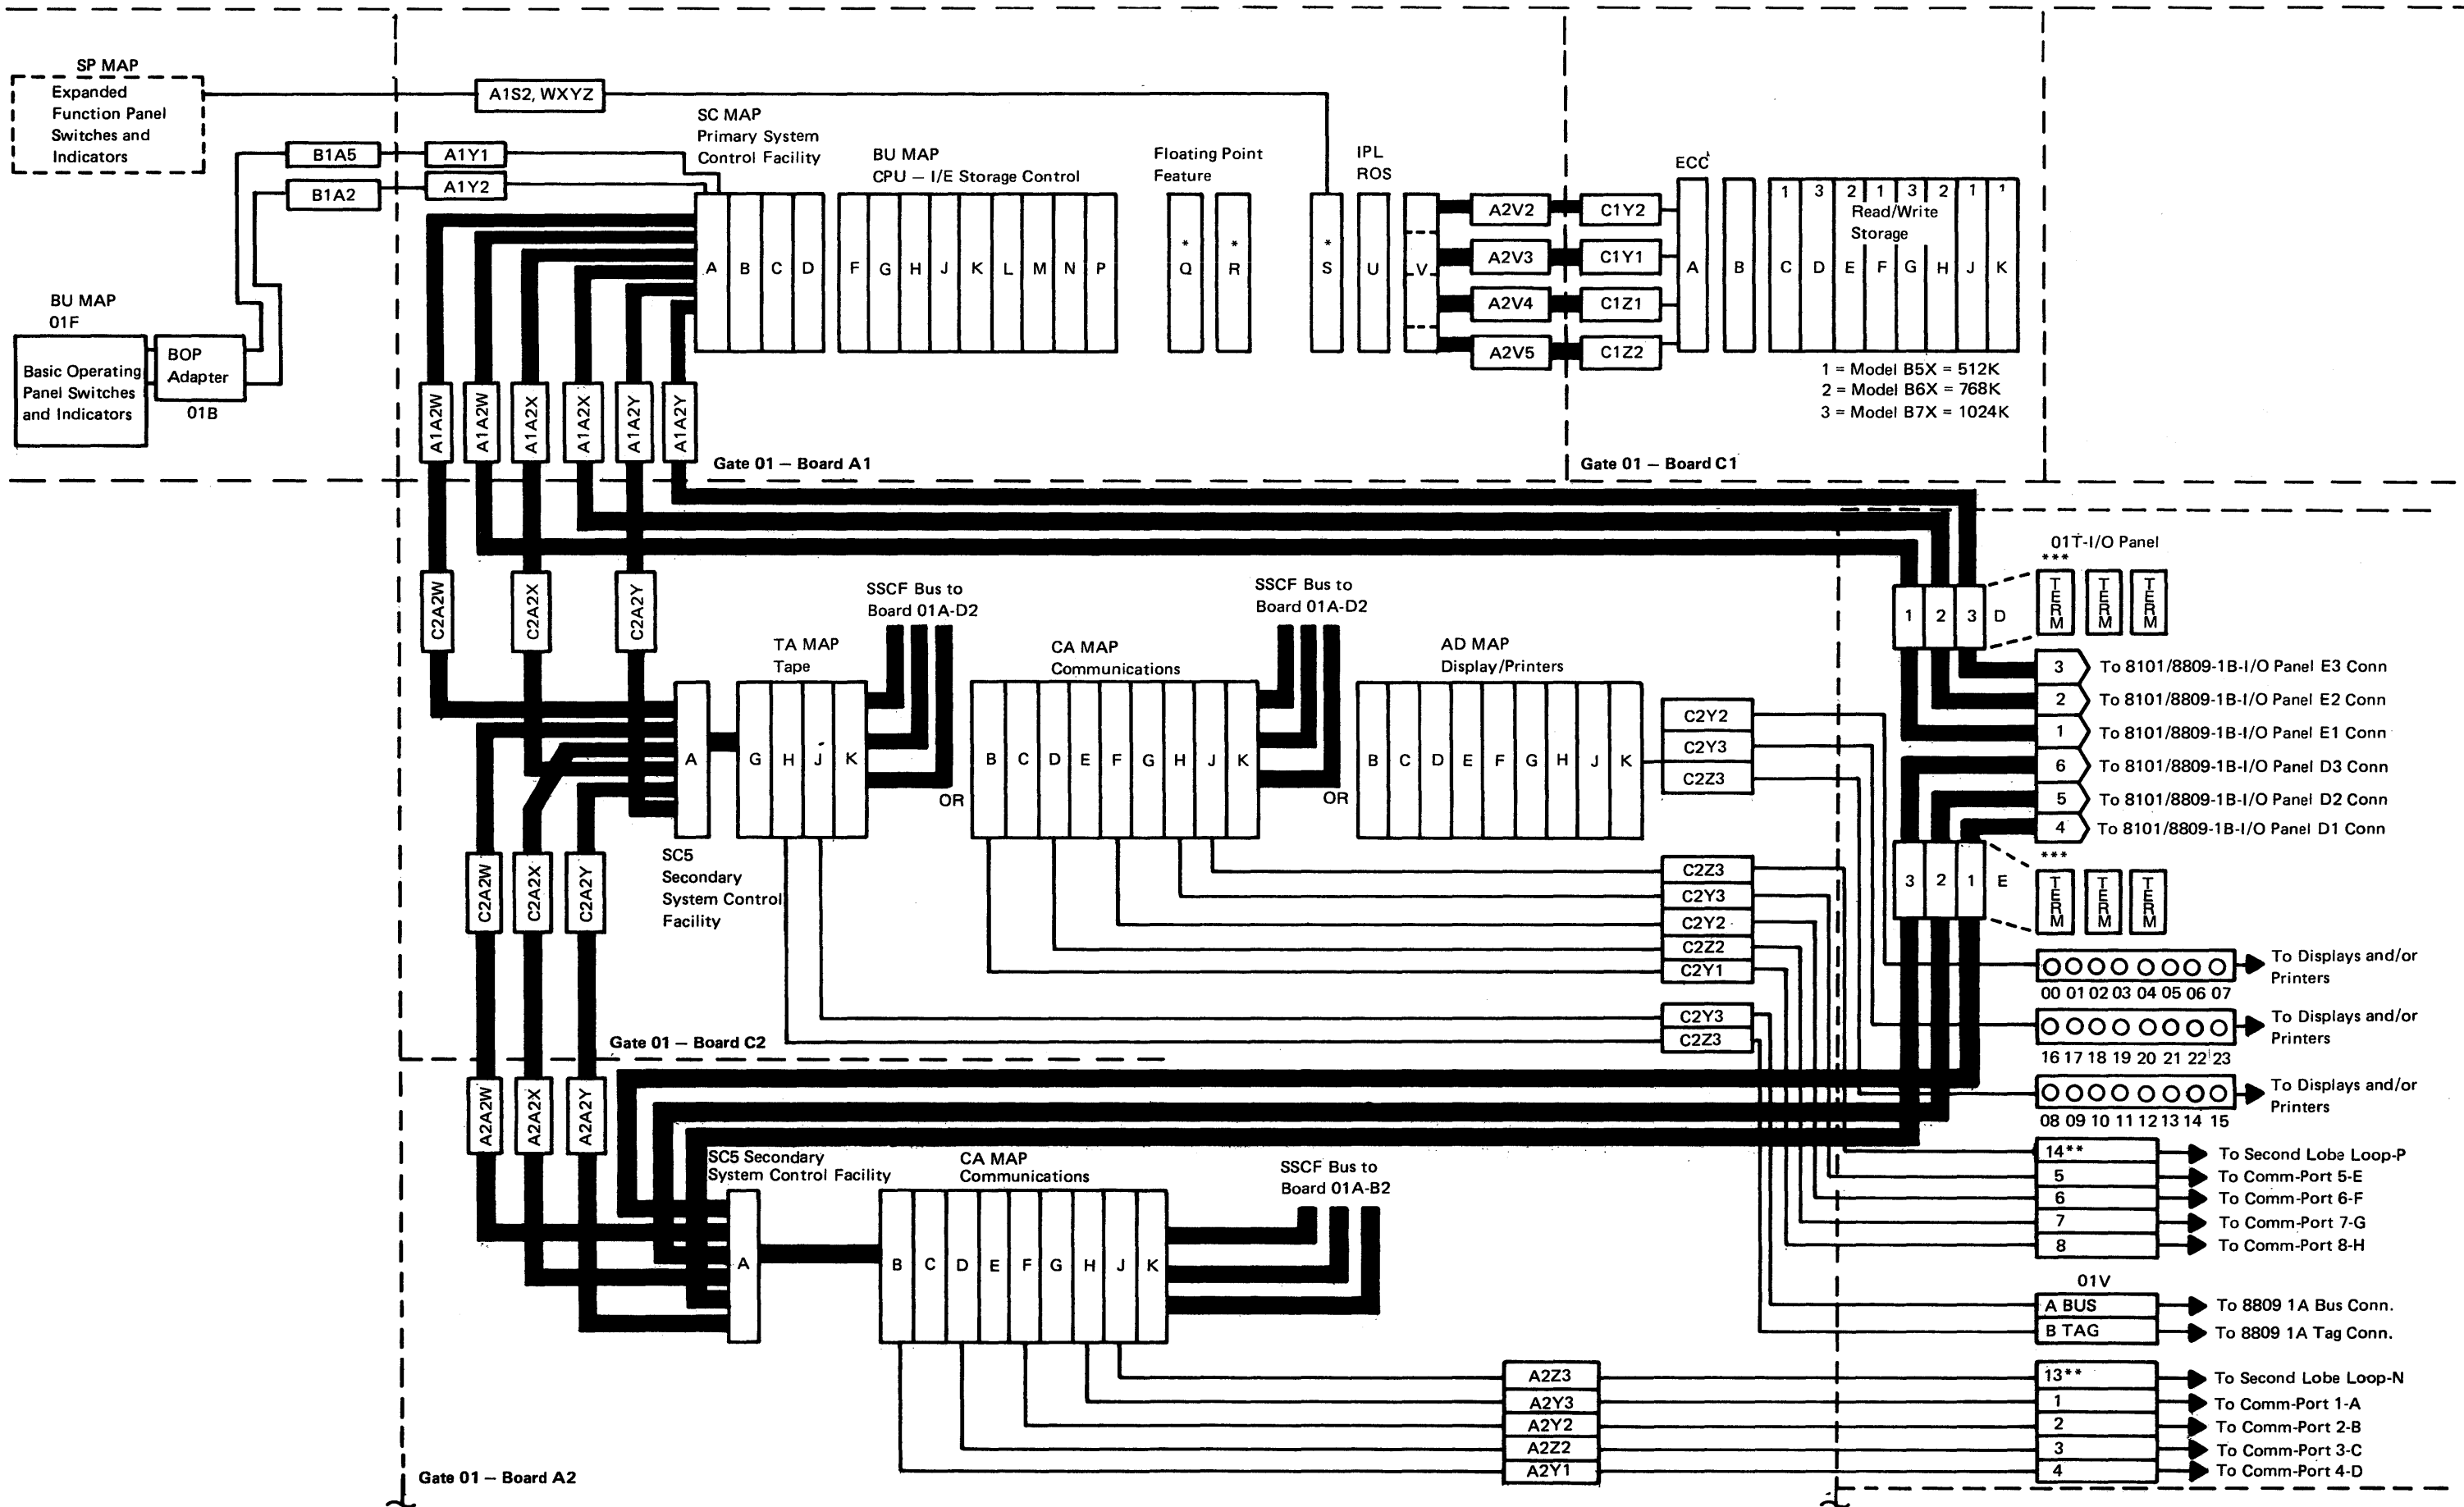 SP MAP
Expanded
Function Panel
Switches and
Indicators
A1S2, WXYZ
B1A5
A1Y1
B1A2
A1Y2
SC MAP
Primary System
Control Facility
BU MAP
CPU — I/E Storage Control
Floating Point
Feature
IPL
ROS
ECC
A B C D
F G H J K L M N P
*
Q
*
R
*
S
U
V
A2V2
A2V3
A2V4
A2V5
C1Y2
C1Y1
C1Z1
C1Z2
A
B
1 3 2 1 3 2 1 1
Read/Write
Storage
C D E F G H J K
1 = Model B5X = 512K
2 = Model B6X = 768K
3 = Model B7X = 1024K
BU MAP
01F
Basic Operating
Panel Switches
and Indicators
BOP
Adapter
01B
A1A2W
A1A2W
A1A2X
A1A2X
A1A2Y
A1A2Y
Gate 01 — Board A1
Gate 01 — Board C1
C2A2W
C2A2X
C2A2Y
SSCF Bus to
Board 01A-D2
SSCF Bus to
Board 01A-D2
TA MAP
Tape
CA MAP
Communications
AD MAP
Display/Printers
A
G H J K
OR
B C D E F G H J K
OR
B C D E F G H J K
C2Y2
C2Y3
C2Z3
SC5
Secondary
System Control
Facility
C2A2W
C2A2X
C2A2Y
C2Z3
C2Y3
C2Y2
C2Z2
C2Y1
C2Y3
C2Z3
Gate 01 — Board C2
01T-I/O Panel
***
TERM
TERM
TERM
1 2 3 D
3 To 8101/8809-1B-I/O Panel E3 Conn
2 To 8101/8809-1B-I/O Panel E2 Conn
1 To 8101/8809-1B-I/O Panel E1 Conn
6 To 8101/8809-1B-I/O Panel D3 Conn
5 To 8101/8809-1B-I/O Panel D2 Conn
4 To 8101/8809-1B-I/O Panel D1 Conn
***
3 2 1 E
TERM
TERM
TERM
To Displays and/or
Printers
00 01 02 03 04 05 06 07
To Displays and/or
Printers
16 17 18 19 20 21 22 23
To Displays and/or
Printers
08 09 10 11 12 13 14 15
14** To Second Lobe Loop-P
5 To Comm-Port 5-E
6 To Comm-Port 6-F
7 To Comm-Port 7-G
8 To Comm-Port 8-H
01V
A BUS To 8809 1A Bus Conn.
B TAG To 8809 1A Tag Conn.
13** To Second Lobe Loop-N
1 To Comm-Port 1-A
2 To Comm-Port 2-B
3 To Comm-Port 3-C
4 To Comm-Port 4-D
A2A2W
A2A2X
A2A2Y
SC5 Secondary
System Control Facility
CA MAP
Communications
SSCF Bus to
Board 01A-B2
A
B C D E F G H J K
A2Z3
A2Y3
A2Y2
A2Z2
A2Y1
Gate 01 — Board A2